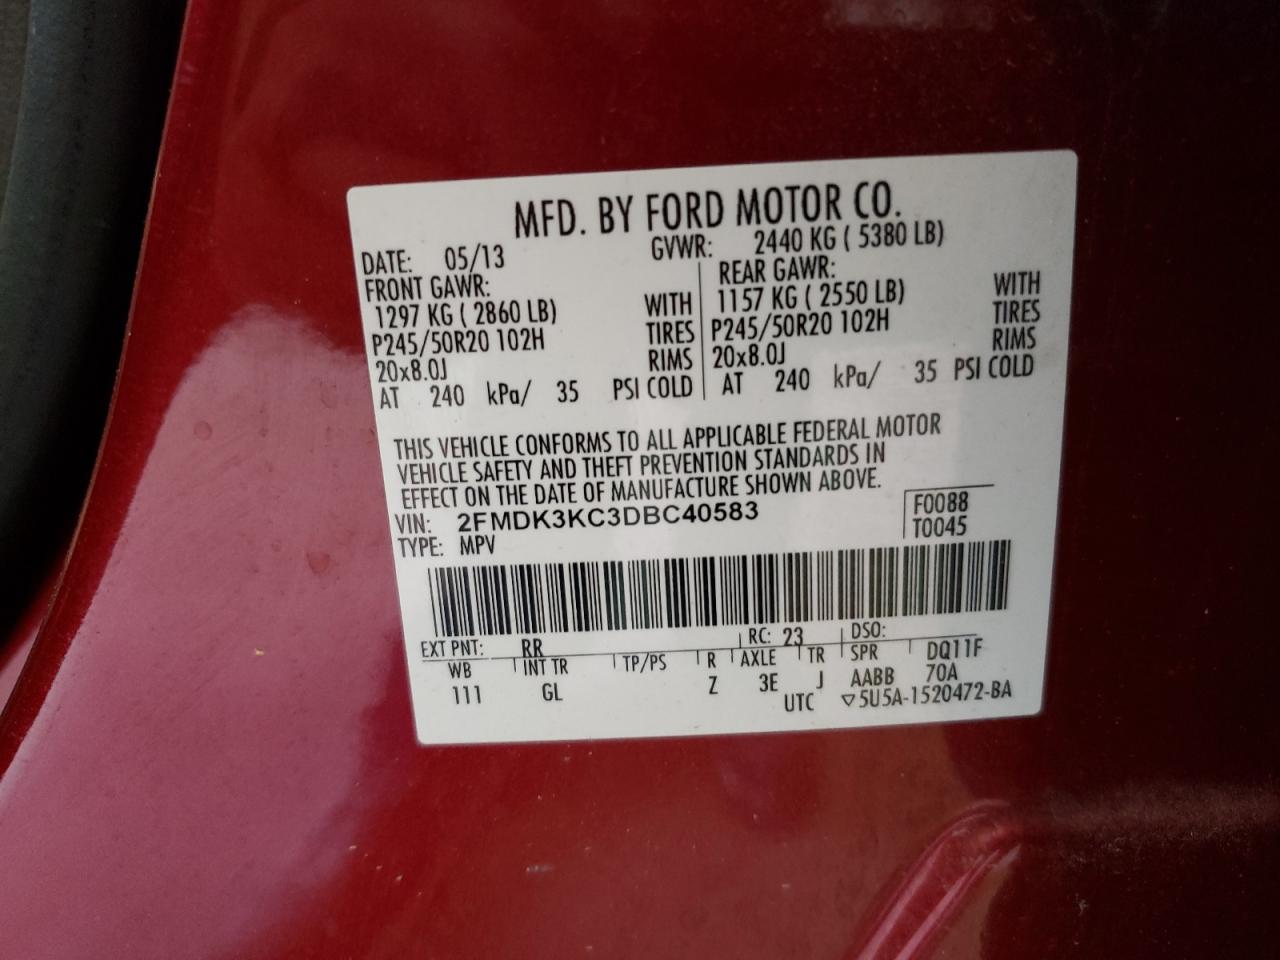 MFD. BY FORD MOTOR CO.
DATE: 05/13 GVWR: 2440 KG ( 5380 LB)
FRONT GAWR: REAR GAWR:
1297 KG ( 2860 LB) WITH 1157 KG ( 2550 LB) WITH
P245/50R20 102H TIRES P245/50R20 102H TIRES
20x8.0J RIMS 20x8.0J RIMS
AT 240 kPa/ 35 PSI COLD AT 240 kPa/ 35 PSI COLD
THIS VEHICLE CONFORMS TO ALL APPLICABLE FEDERAL MOTOR
VEHICLE SAFETY AND THEFT PREVENTION STANDARDS IN
EFFECT ON THE DATE OF MANUFACTURE SHOWN ABOVE.
VIN: 2FMDK3KC3DBC40583 F0088
TYPE: MPV T0045
EXT PNT: RR RC: 23 DSO:
WB INT TR TP/PS R AXLE TR SPR DQ11F
111 GL Z 3E J AABB 70A
UTC ▽5U5A-1520472-BA